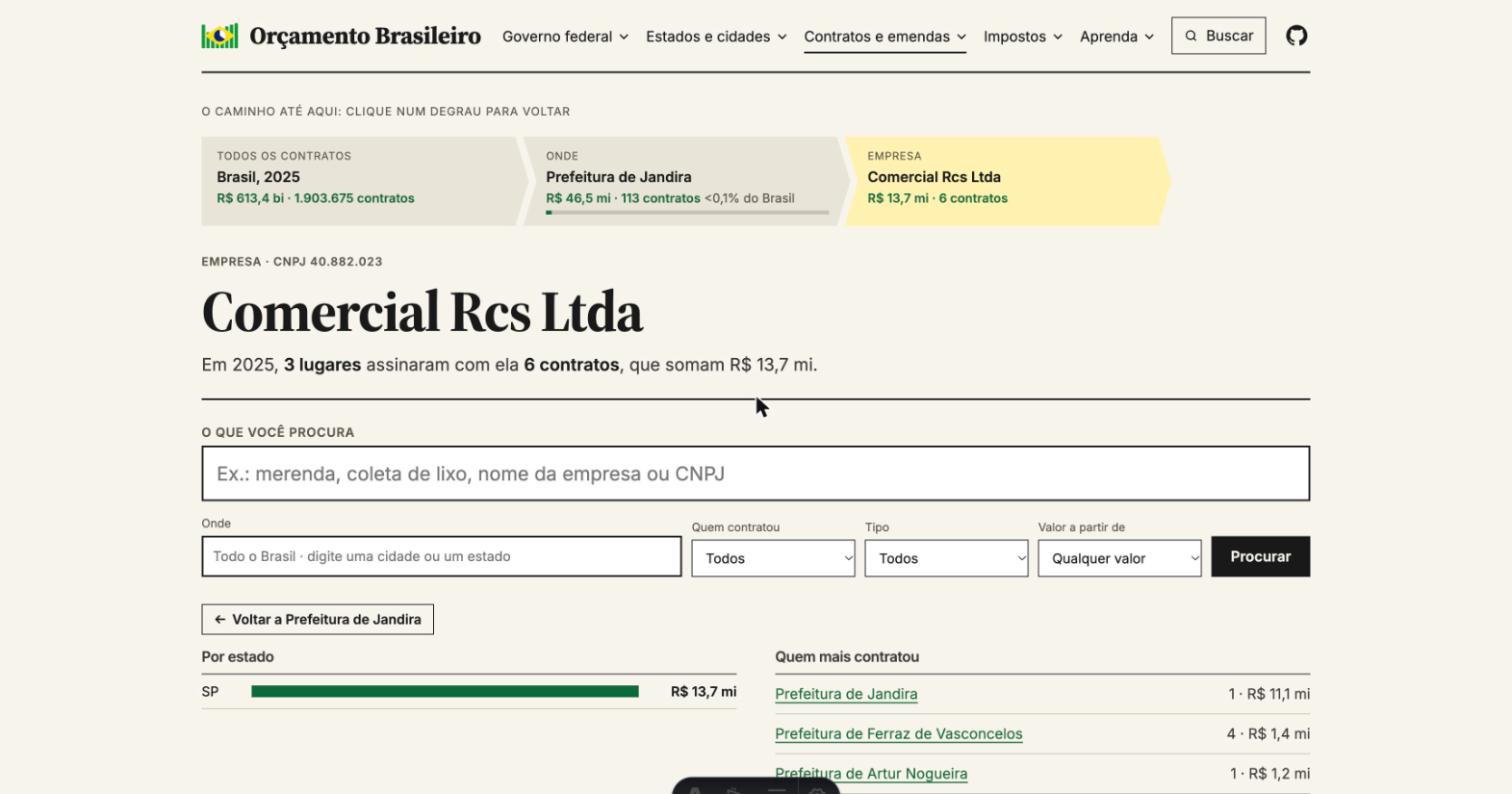 Orçamento Brasileiro Governo federal Estados e cidades Contratos e emendas Impostos Aprenda Buscar
O CAMINHO ATÉ AQUI: CLIQUE NUM DEGRAU PARA VOLTAR
TODOS OS CONTRATOS
Brasil, 2025
R$ 613,4 bi · 1.903.675 contratos
ONDE
Prefeitura de Jandira
R$ 46,5 mi · 113 contratos <0,1% do Brasil
EMPRESA
Comercial Rcs Ltda
R$ 13,7 mi · 6 contratos
EMPRESA · CNPJ 40.882.023
Comercial Rcs Ltda
Em 2025, 3 lugares assinaram com ela 6 contratos, que somam R$ 13,7 mi.
O QUE VOCÊ PROCURA
Ex.: merenda, coleta de lixo, nome da empresa ou CNPJ
Onde
Todo o Brasil · digite uma cidade ou um estado
Quem contratou
Todos
Tipo
Todos
Valor a partir de
Qualquer valor
Procurar
← Voltar a Prefeitura de Jandira
Por estado
SP R$ 13,7 mi
Quem mais contratou
Prefeitura de Jandira 1 · R$ 11,1 mi
Prefeitura de Ferraz de Vasconcelos 4 · R$ 1,4 mi
Prefeitura de Artur Nogueira 1 · R$ 1,2 mi